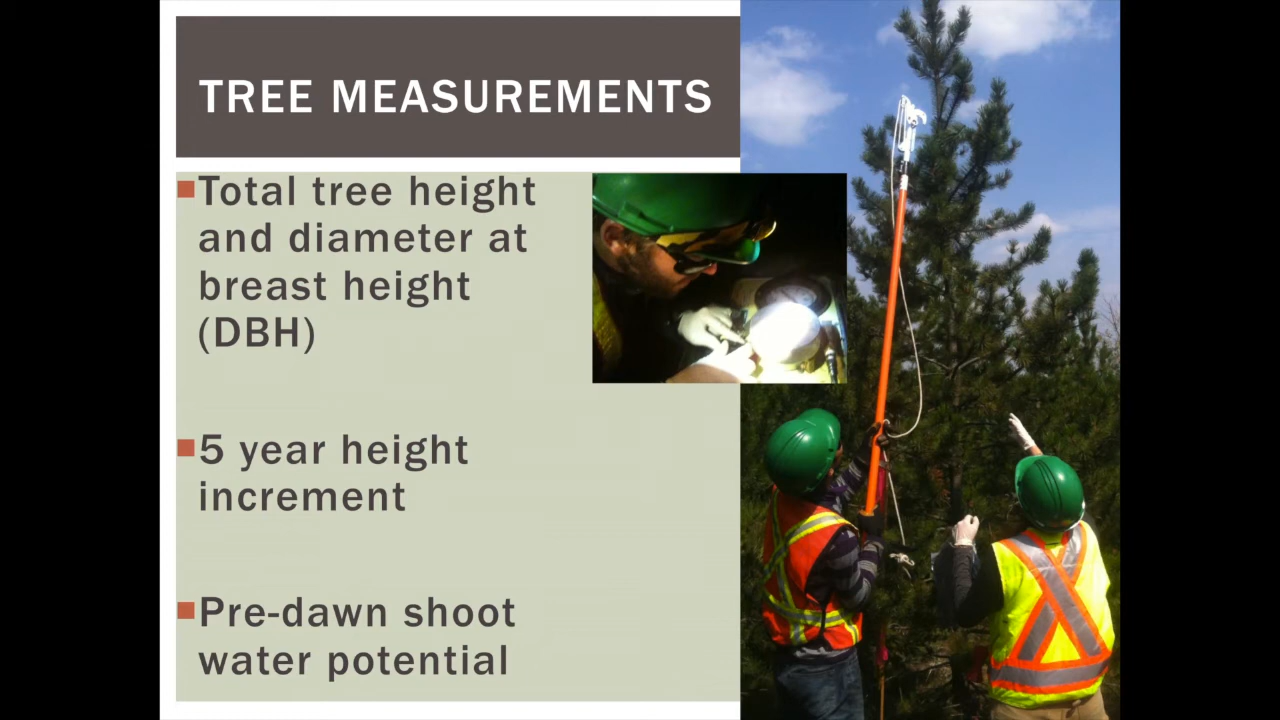 TREE MEASUREMENTS
Total tree height
and diameter at
breast height
(DBH)
5 year height
increment
Pre-dawn shoot
water potential